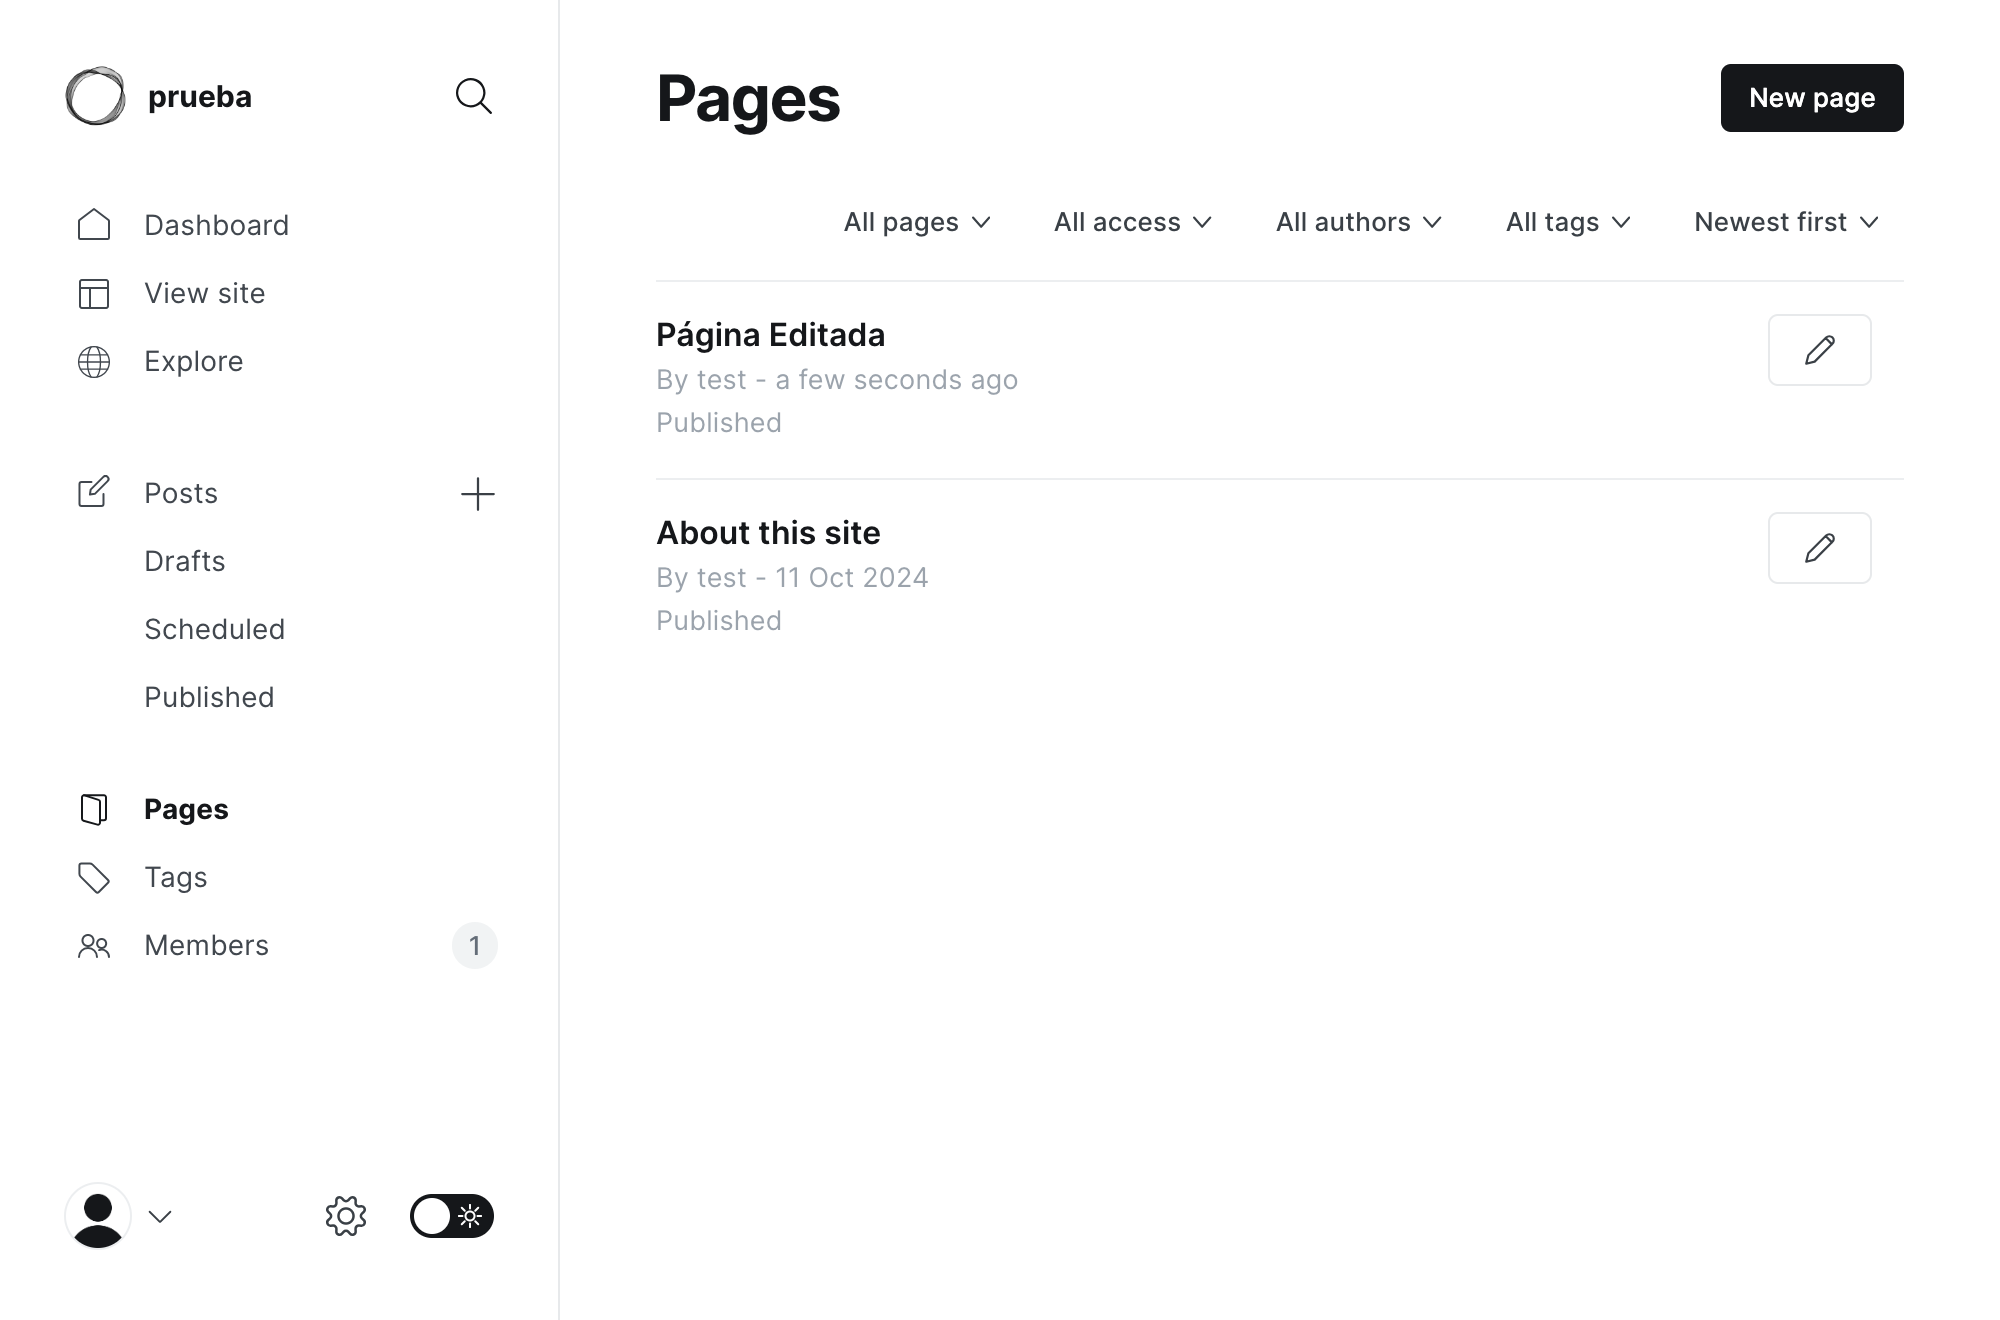 prueba
Dashboard
View site
Explore
Posts
Drafts
Scheduled
Published
Pages
Tags
Members 1
Pages
New page
All pages All access All authors All tags Newest first
Página Editada
By test - a few seconds ago
Published
About this site
By test - 11 Oct 2024
Published